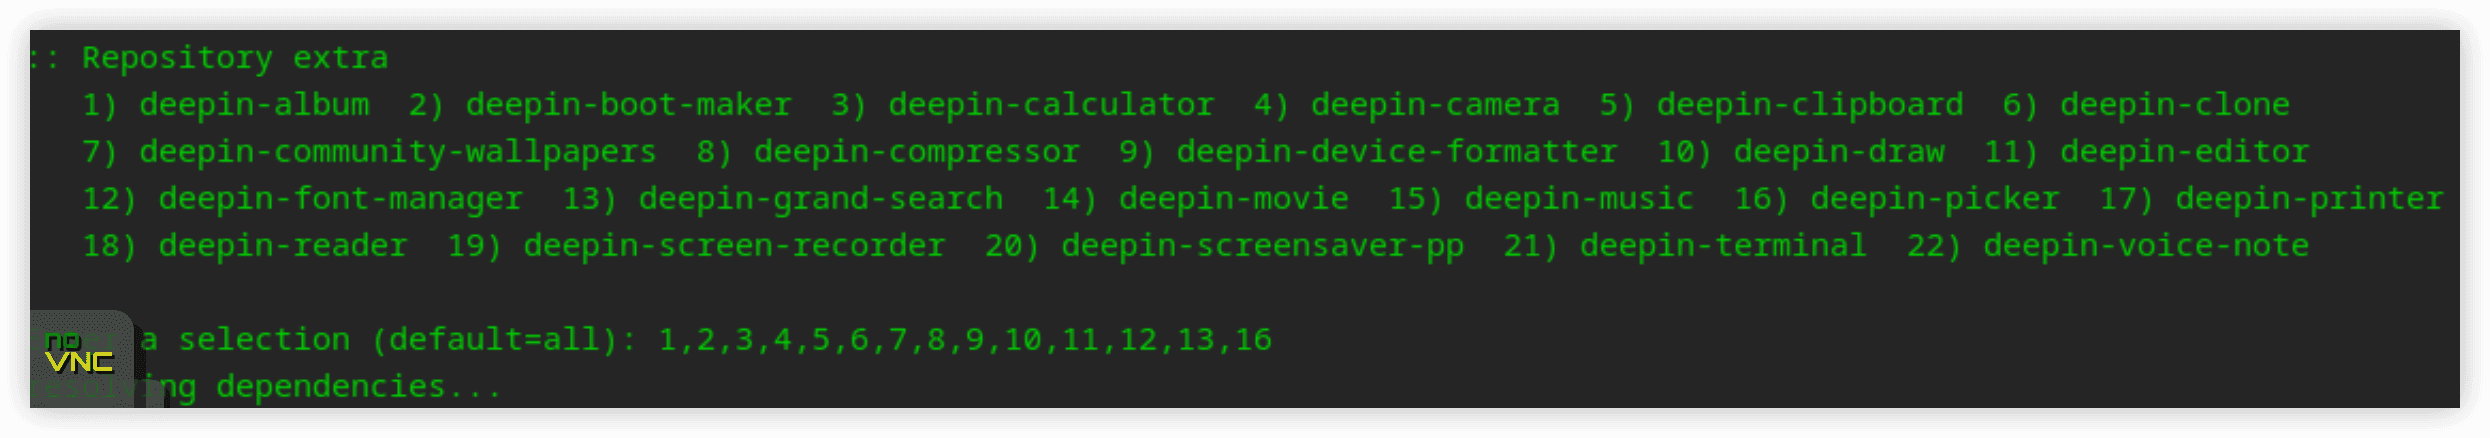 :: Repository extra
1) deepin-album 2) deepin-boot-maker 3) deepin-calculator 4) deepin-camera 5) deepin-clipboard 6) deepin-clone
7) deepin-community-wallpapers 8) deepin-compressor 9) deepin-device-formatter 10) deepin-draw 11) deepin-editor
12) deepin-font-manager 13) deepin-grand-search 14) deepin-movie 15) deepin-music 16) deepin-picker 17) deepin-printer
18) deepin-reader 19) deepin-screen-recorder 20) deepin-screensaver-pp 21) deepin-terminal 22) deepin-voice-note
a selection (default=all): 1,2,3,4,5,6,7,8,9,10,11,12,13,16
no
VNC
dependencies...